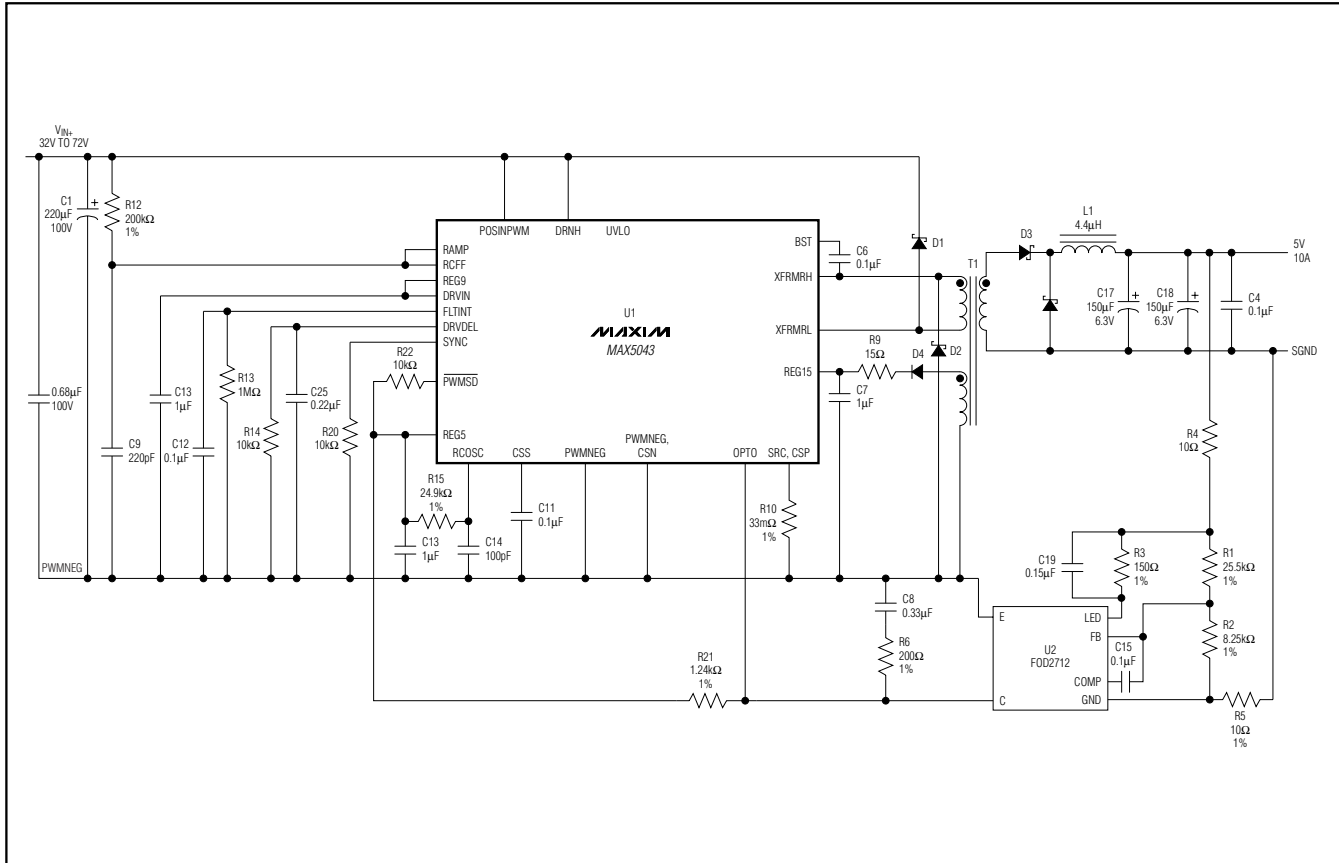 VIN+
32V TO 72V
C1
220µF
100V
R12
200kΩ
1%
0.68µF
100V
C9
220pF
C13
1µF
C12
0.1µF
R13
1MΩ
R14
10kΩ
C25
0.22µF
R20
10kΩ
R22
10kΩ
POSINPWM
DRNH
UVLO
RAMP
RCFF
REG9
DRVIN
FLTINT
DRVDEL
SYNC
PWMSD
REG5
RCOSC
CSS
PWMNEG
PWMNEG,
CSN
OPTO
SRC, CSP
BST
XFRMRH
XFRMRL
REG15
U1
MAXIM
MAX5043
C6
0.1µF
D1
D2
R9
15Ω
D4
C7
1µF
T1
D3
L1
4.4µH
C17
150µF
6.3V
C18
150µF
6.3V
C4
0.1µF
5V
10A
SGND
R15
24.9kΩ
1%
C13
1µF
C14
100pF
C11
0.1µF
R10
33mΩ
1%
PWMNEG
C8
0.33µF
R6
200Ω
1%
R21
1.24kΩ
1%
R4
10Ω
C19
0.15µF
R3
150Ω
1%
R1
25.5kΩ
1%
R2
8.25kΩ
1%
E
LED
FB
U2
FOD2712
C15
0.1µF
COMP
C
GND
R5
10Ω
1%